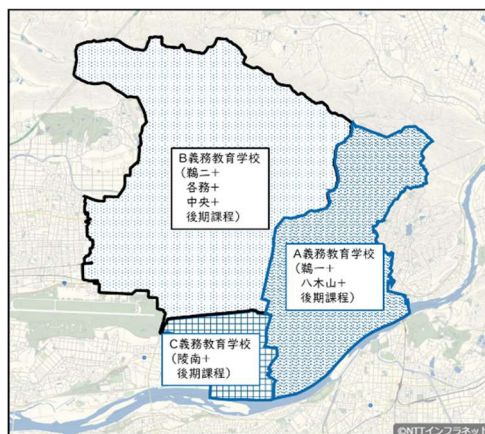 B義務教育学校
(鵜二+
各務+
中央+
後期課程)
A義務教育学校
(鵜一+
八木山+
後期課程)
C義務教育学校
(陵南+
後期課程)
©NTTインフラネット